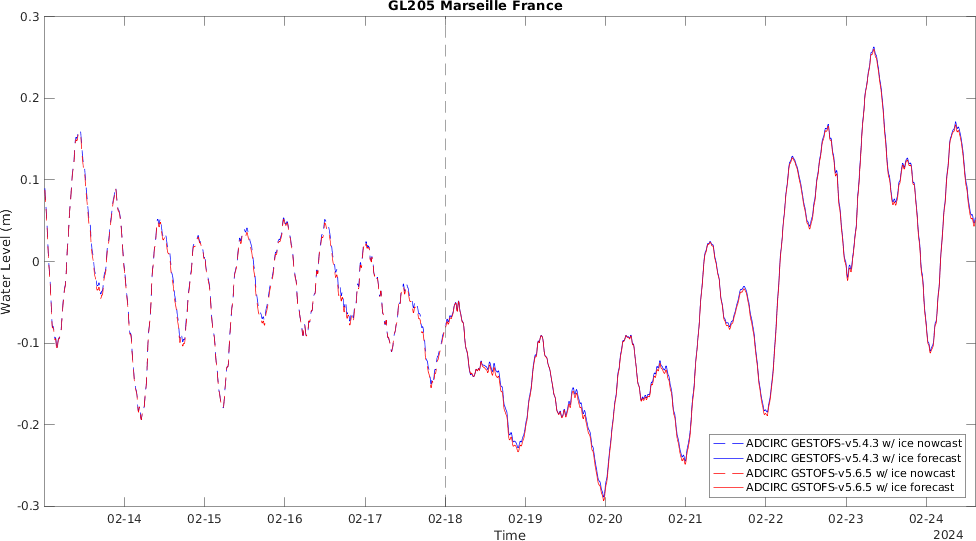 GL205 Marseille France
0.3
0.2
0.1
0
-0.1
-0.2
-0.3
Water Level (m)
02-14 02-15 02-16 02-17 02-18 02-19 02-20 02-21 02-22 02-23 02-24
Time
2024
ADCIRC GESTOFS-v5.4.3 w/ ice nowcast
ADCIRC GESTOFS-v5.4.3 w/ ice forecast
ADCIRC GSTOFS-v5.6.5 w/ ice nowcast
ADCIRC GSTOFS-v5.6.5 w/ ice forecast